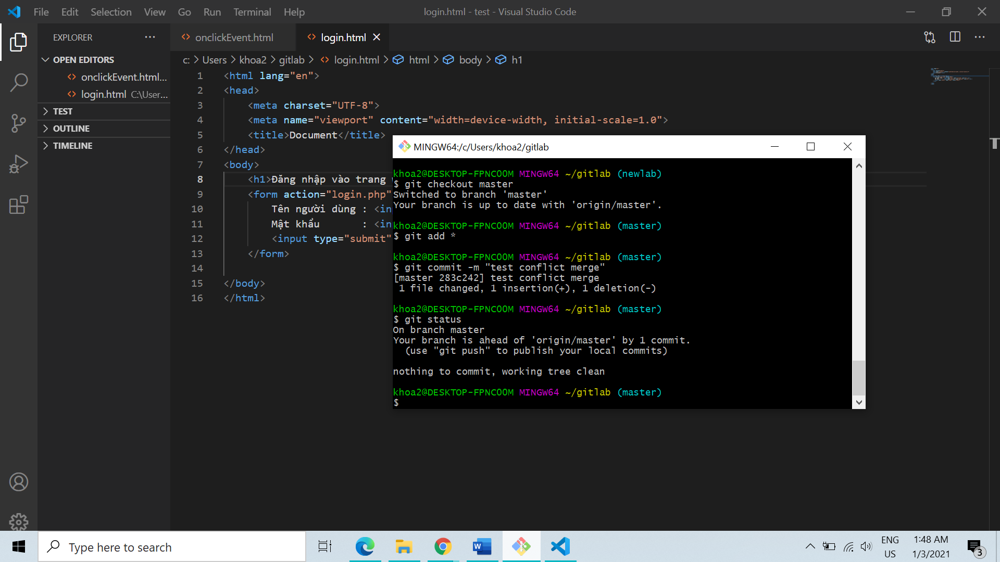 File Edit Selection View Go Run Terminal Help
login.html - test - Visual Studio Code
EXPLORER
OPEN EDITORS
onclickEvent.html...
login.html C:\User...
TEST
OUTLINE
TIMELINE
onclickEvent.html
login.html
c: > Users > khoa2 > gitlab > login.html > html > body > h1
1 <html lang="en">
2 <head>
3 <meta charset="UTF-8">
4 <meta name="viewport" content="width=device-width, initial-scale=1.0">
5 <title>Document</title>
6 </head>
7 <body>
8 <h1>Đăng nhập vào trang
9 <form action="login.php"
10 Tên người dùng : <in
11 Mật khẩu : <in
12 <input type="submit"
13 </form>
14
15 </body>
16 </html>
MINGW64:/c/Users/khoa2/gitlab
khoa2@DESKTOP-FPNC00M MINGW64 ~/gitlab (newlab)
$ git checkout master
Switched to branch 'master'
Your branch is up to date with 'origin/master'.
khoa2@DESKTOP-FPNC00M MINGW64 ~/gitlab (master)
$ git add *
khoa2@DESKTOP-FPNC00M MINGW64 ~/gitlab (master)
$ git commit -m "test conflict merge"
[master 283c242] test conflict merge
1 file changed, 1 insertion(+), 1 deletion(-)
khoa2@DESKTOP-FPNC00M MINGW64 ~/gitlab (master)
$ git status
On branch master
Your branch is ahead of 'origin/master' by 1 commit.
(use "git push" to publish your local commits)
nothing to commit, working tree clean
khoa2@DESKTOP-FPNC00M MINGW64 ~/gitlab (master)
$
Type here to search
W
ENG
US
1:48 AM
1/3/2021
3